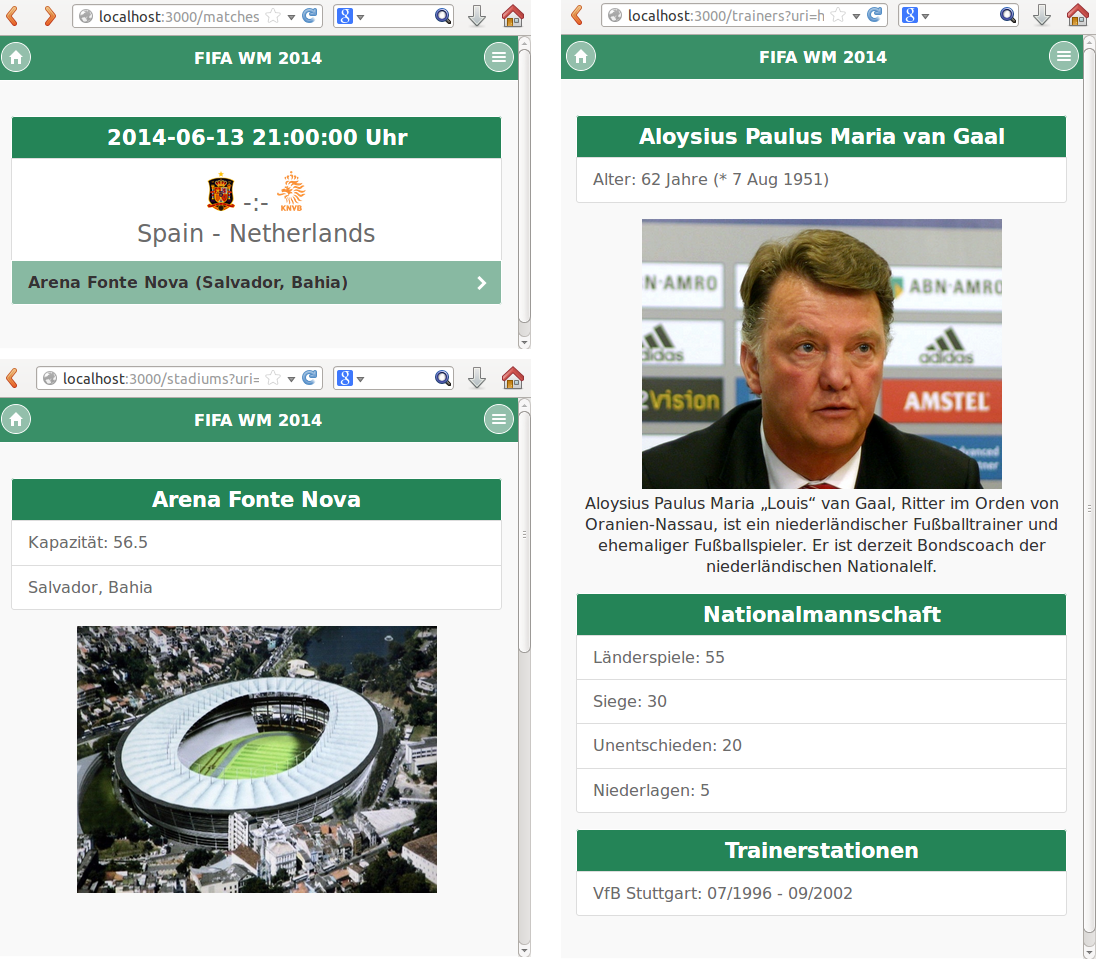 localhost:3000/matches
FIFA WM 2014
2014-06-13 21:00:00 Uhr
-:-
KNVB
Spain - Netherlands
Arena Fonte Nova (Salvador, Bahia)
localhost:3000/stadiums?uri=
FIFA WM 2014
Arena Fonte Nova
Kapazität: 56.5
Salvador, Bahia
localhost:3000/trainers?uri=h
FIFA WM 2014
Aloysius Paulus Maria van Gaal
Alter: 62 Jahre (* 7 Aug 1951)
N·AMRO
ABN·AMRO
adidas
adidas
2Vision
AMSTEL
Advanced
rtner
Aloysius Paulus Maria „Louis“ van Gaal, Ritter im Orden von
Oranien-Nassau, ist ein niederländischer Fußballtrainer und
ehemaliger Fußballspieler. Er ist derzeit Bondscoach der
niederländischen Nationalelf.
Nationalmannschaft
Länderspiele: 55
Siege: 30
Unentschieden: 20
Niederlagen: 5
Trainerstationen
VfB Stuttgart: 07/1996 - 09/2002